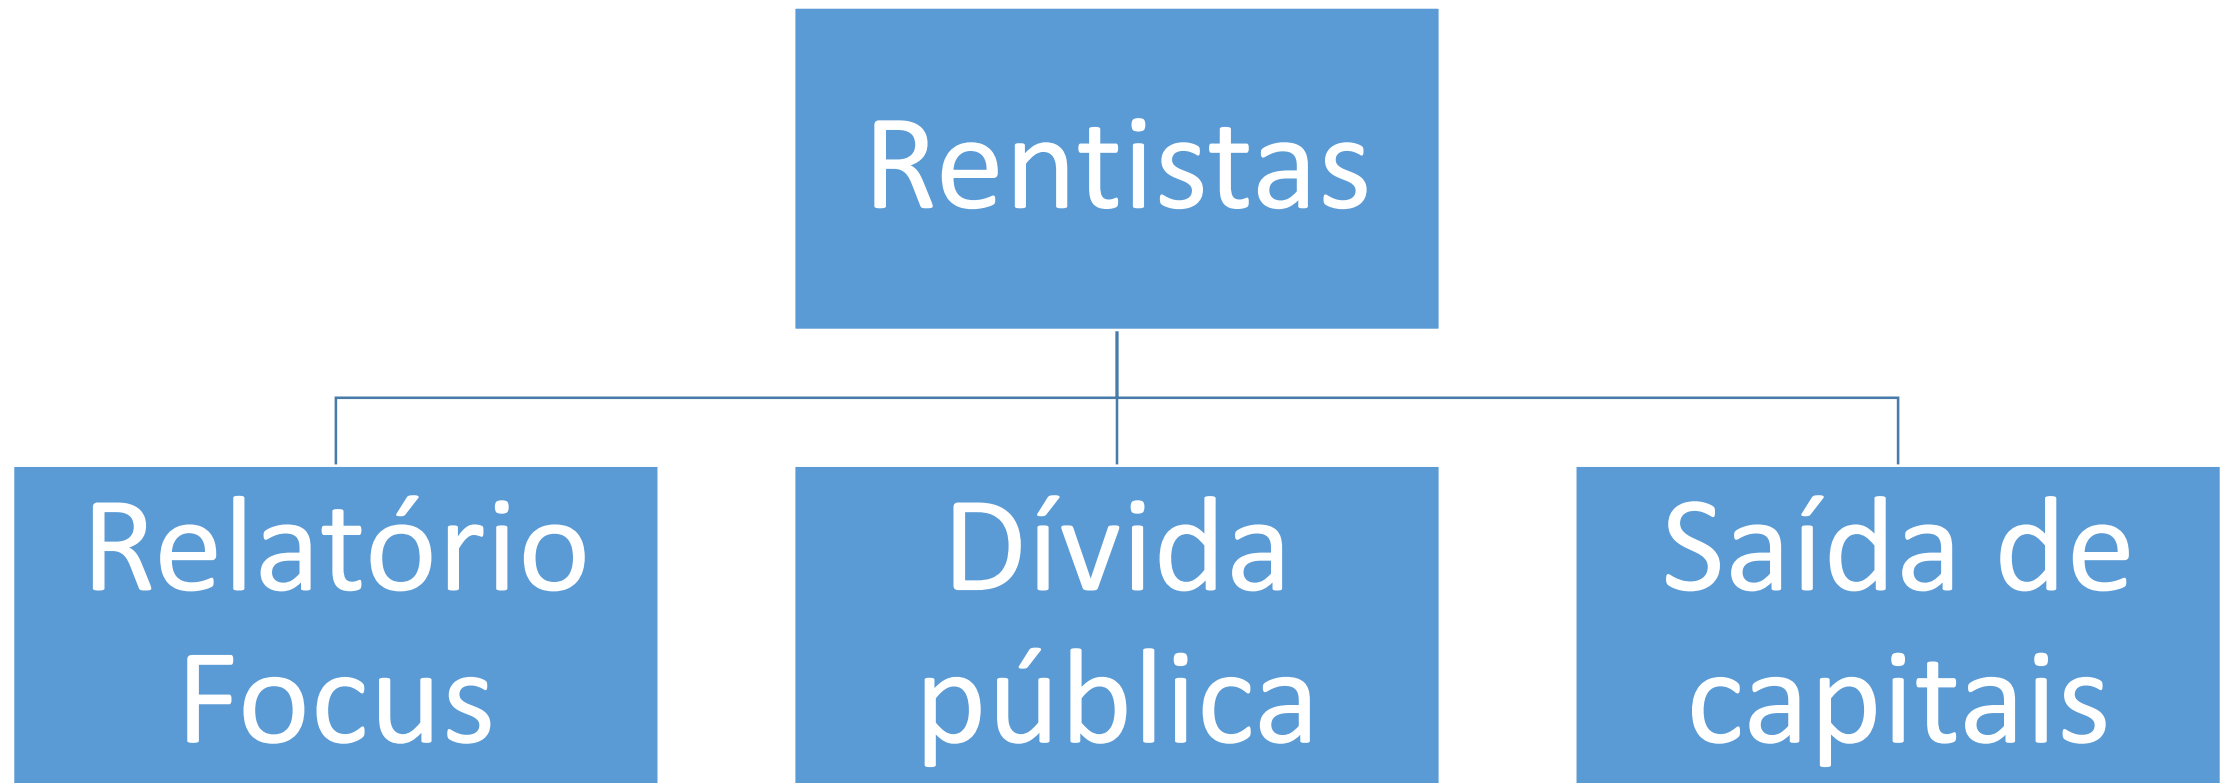 Rentistas
Relatório
Focus
Dívida
pública
Saída de
capitais